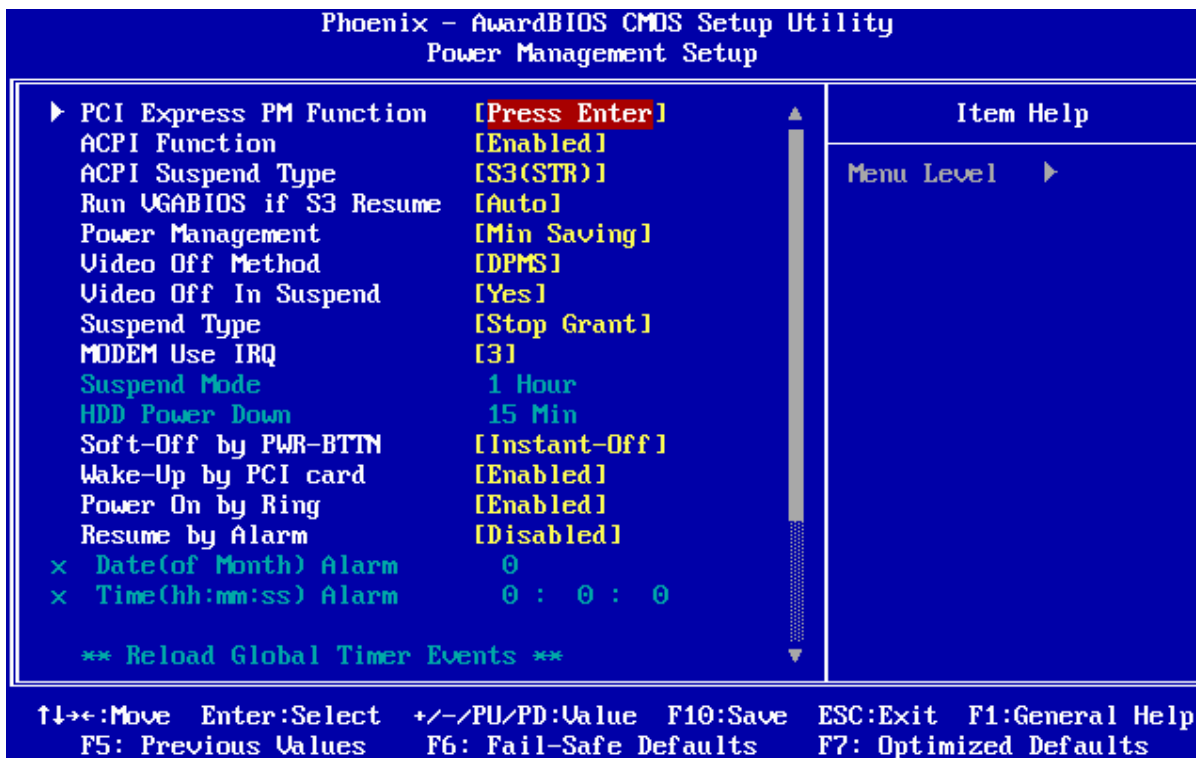 Phoenix - AwardBIOS CMOS Setup Utility
Power Management Setup
▶ PCI Express PM Function [Press Enter]
ACPI Function [Enabled]
ACPI Suspend Type [S3(STR)]
Run VGABIOS if S3 Resume [Auto]
Power Management [Min Saving]
Video Off Method [DPMS]
Video Off In Suspend [Yes]
Suspend Type [Stop Grant]
MODEM Use IRQ [3]
Suspend Mode 1 Hour
HDD Power Down 15 Min
Soft-Off by PWR-BTTN [Instant-Off]
Wake-Up by PCI card [Enabled]
Power On by Ring [Enabled]
Resume by Alarm [Disabled]
x Date(of Month) Alarm 0
x Time(hh:mm:ss) Alarm 0 : 0 : 0
** Reload Global Timer Events **
Item Help
Menu Level ▶
↑↓→←:Move Enter:Select +/-/PU/PD:Value F10:Save ESC:Exit F1:General Help
F5: Previous Values F6: Fail-Safe Defaults F7: Optimized Defaults